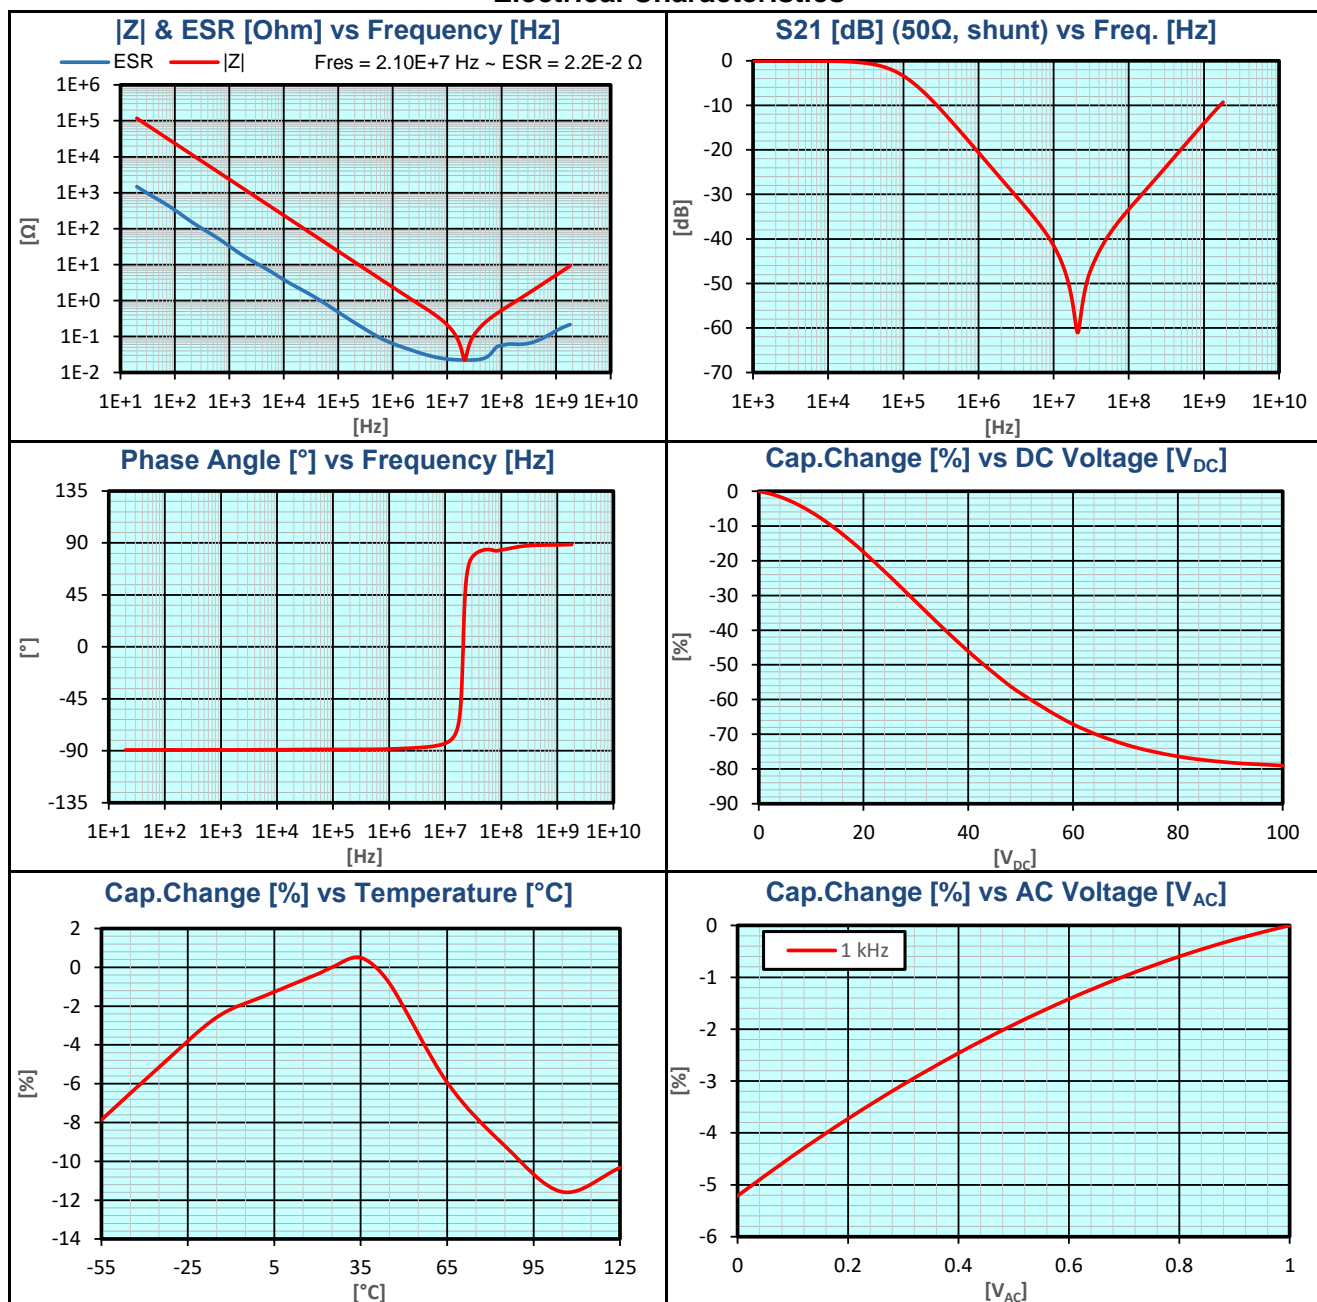 |Z| & ESR [Ohm] vs Frequency [Hz]
ESR |Z| Fres = 2.10E+7 Hz ~ ESR = 2.2E-2 Ω
1E+6
1E+5
1E+4
1E+3
1E+2
1E+1
1E+0
1E-1
1E-2
[Ω]
1E+1 1E+2 1E+3 1E+4 1E+5 1E+6 1E+7 1E+8 1E+9 1E+10
[Hz]
S21 [dB] (50Ω, shunt) vs Freq. [Hz]
0
-10
-20
-30
-40
-50
-60
-70
[dB]
1E+3 1E+4 1E+5 1E+6 1E+7 1E+8 1E+9 1E+10
[Hz]
Phase Angle [°] vs Frequency [Hz]
135
90
45
0
-45
-90
-135
[°]
1E+1 1E+2 1E+3 1E+4 1E+5 1E+6 1E+7 1E+8 1E+9 1E+10
[Hz]
Cap.Change [%] vs DC Voltage [VDC]
0
-10
-20
-30
-40
-50
-60
-70
-80
-90
[%]
0 20 40 60 80 100
[VDC]
Cap.Change [%] vs Temperature [°C]
2
0
-2
-4
-6
-8
-10
-12
-14
[%]
-55 -25 5 35 65 95 125
[°C]
Cap.Change [%] vs AC Voltage [VAC]
1 kHz
0
-1
-2
-3
-4
-5
-6
[%]
0 0.2 0.4 0.6 0.8 1
[VAC]